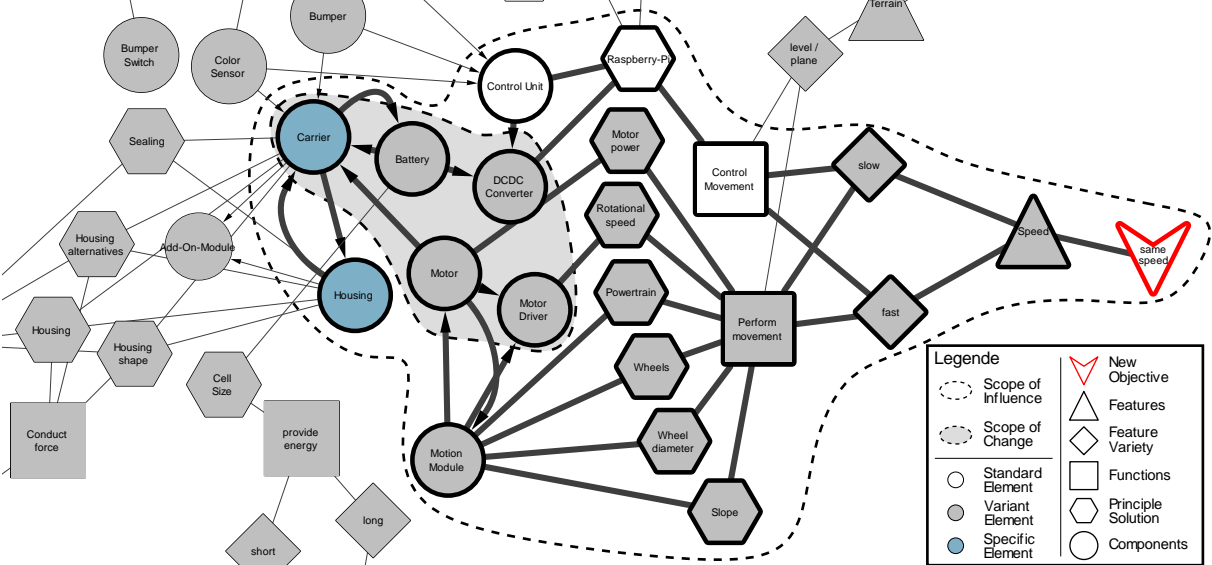 Bumper
Terrain
Bumper
Switch
Color
Sensor
level /
plane
Control Unit
Raspberry-Pi
Carrier
Sealing
Battery
Motor
power
DCDC
Converter
Control
Movement
slow
Rotational
speed
Housing
alternatives
Add-On-Module
Speed
same
speed
Motor
Housing
Motor
Driver
Powertrain
Perform
movement
fast
Housing
Housing
shape
Wheels
Cell
Size
Conduct
force
provide
energy
Motion
Module
Wheel
diameter
Slope
long
short
Legende
Scope of
Influence
Scope of
Change
Standard
Element
Variant
Element
Specific
Element
New
Objective
Features
Feature
Variety
Functions
Principle
Solution
Components